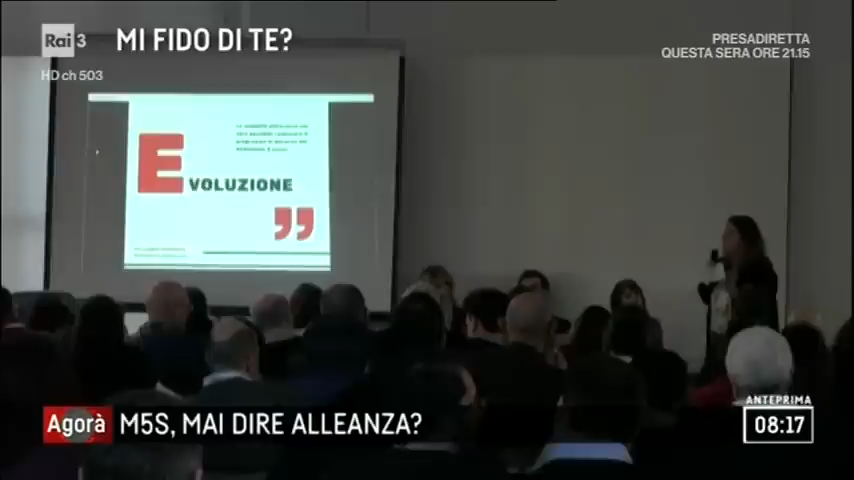 Rai 3
MI FIDO DI TE?
HD ch 503
PRESADIRETTA
QUESTA SERA ORE 21.15
EVOLUZIONE
”
Agorà
M5S, MAI DIRE ALLEANZA?
ANTEPRIMA
08:17